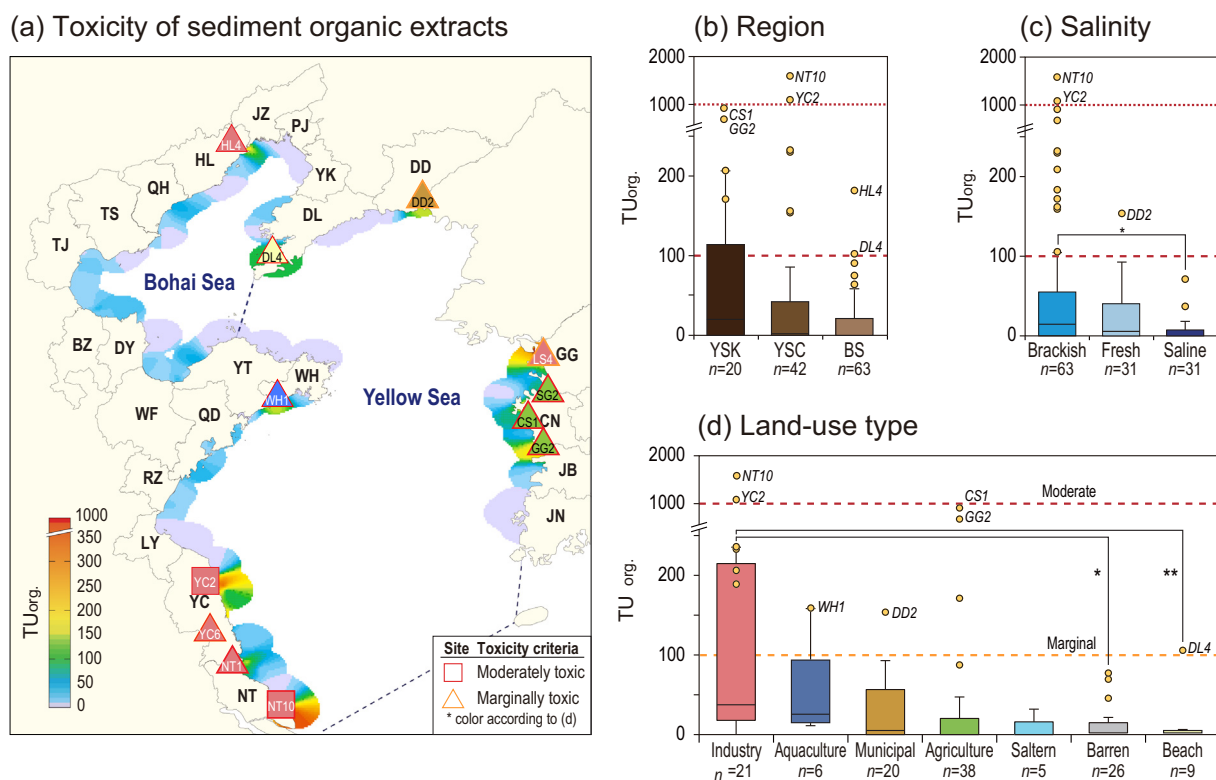 (a) Toxicity of sediment organic extracts
JZ
PJ
HL4
HL
YK
DD
QH
DD2
TS
DL
TJ
DL4
Bohai Sea
BZ
DY
YT
WH
LS4
GG
WF
QD
WH1
Yellow Sea
SG2
CS1
CN
GG2
RZ
JB
JN
LY
YC2
YC
YC6
NT1
NT
NT10
1000
350
300
250
200
150
100
50
0
TUorg.
Site Toxicity criteria
Moderately toxic
Marginally toxic
* color according to (d)
(b) Region
2000
1000
200
100
0
TUorg.
NT10
YC2
CS1
GG2
HL4
DL4
YSK YSC BS
n=20 n=42 n=63
(c) Salinity
2000
1000
200
100
0
TUorg.
NT10
YC2
DD2
*
Brackish Fresh Saline
n=63 n=31 n=31
(d) Land-use type
2000
1000
200
100
0
TU org.
NT10
YC2
CS1
GG2
Moderate
WH1
DD2
*
**
Marginal
DL4
Industry Aquaculture Municipal Agriculture Saltern Barren Beach
n =21 n=6 n=20 n=38 n=5 n=26 n=9